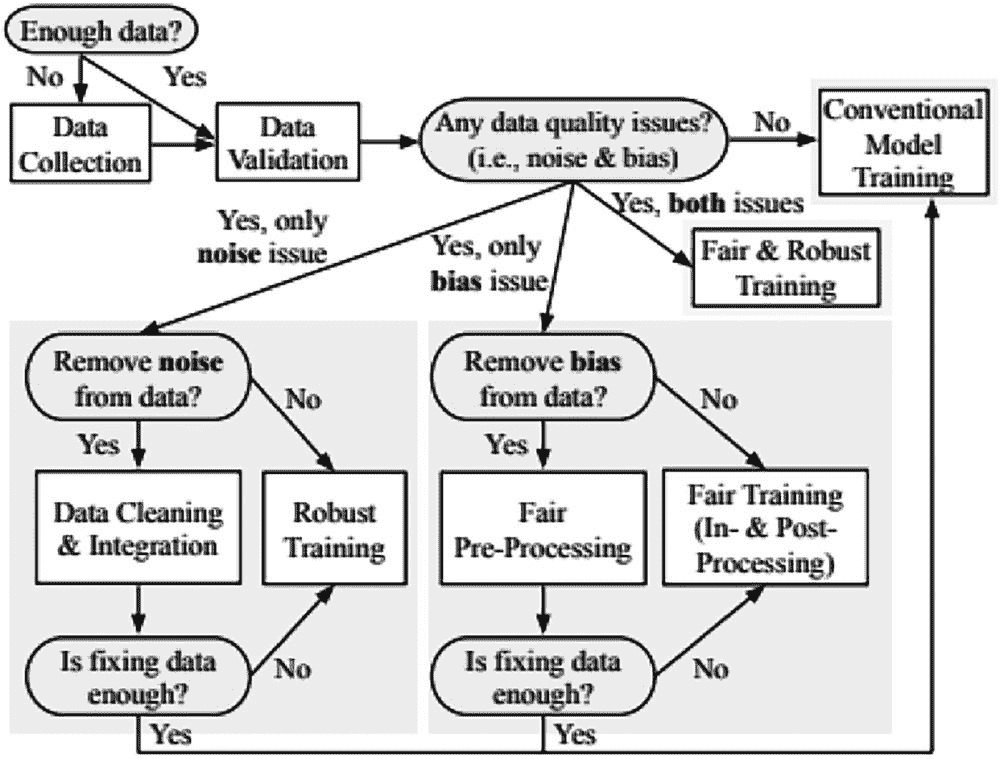 Enough data?
No
Yes
Data
Collection
Data
Validation
Any data quality issues?
(i.e., noise & bias)
No
Conventional
Model
Training
Yes, only
noise issue
Yes, only
bias issue
Yes, both issues
Fair & Robust
Training
Remove noise
from data?
No
Yes
Data Cleaning
& Integration
Robust
Training
Is fixing data
enough?
No
Yes
Remove bias
from data?
No
Yes
Fair
Pre-Processing
Fair Training
(In- & Post-
Processing)
Is fixing data
enough?
No
Yes